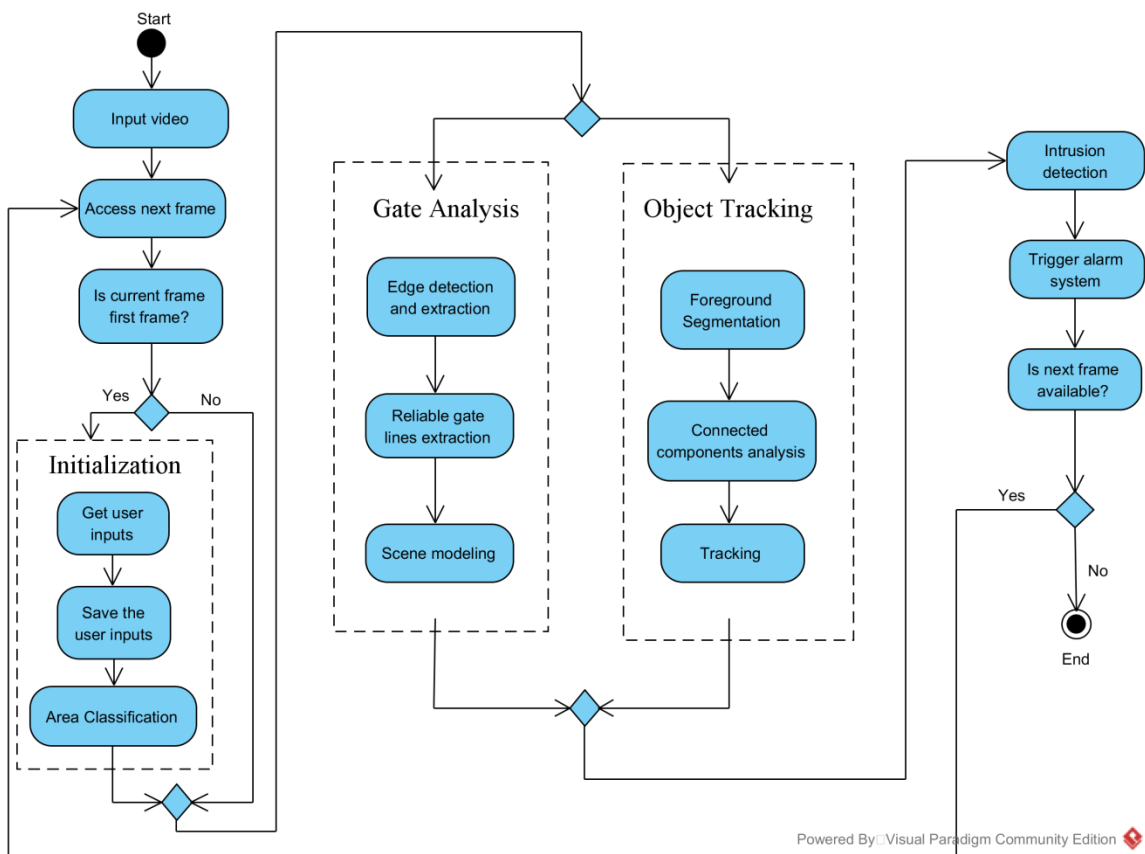 Start
Input video
Access next frame
Is current frame
first frame?
Yes
No
Initialization
Get user
inputs
Save the
user inputs
Area Classification
Gate Analysis
Edge detection
and extraction
Reliable gate
lines extraction
Scene modeling
Object Tracking
Foreground
Segmentation
Connected
components analysis
Tracking
Intrusion
detection
Trigger alarm
system
Is next frame
available?
Yes
No
End
Powered By Visual Paradigm Community Edition